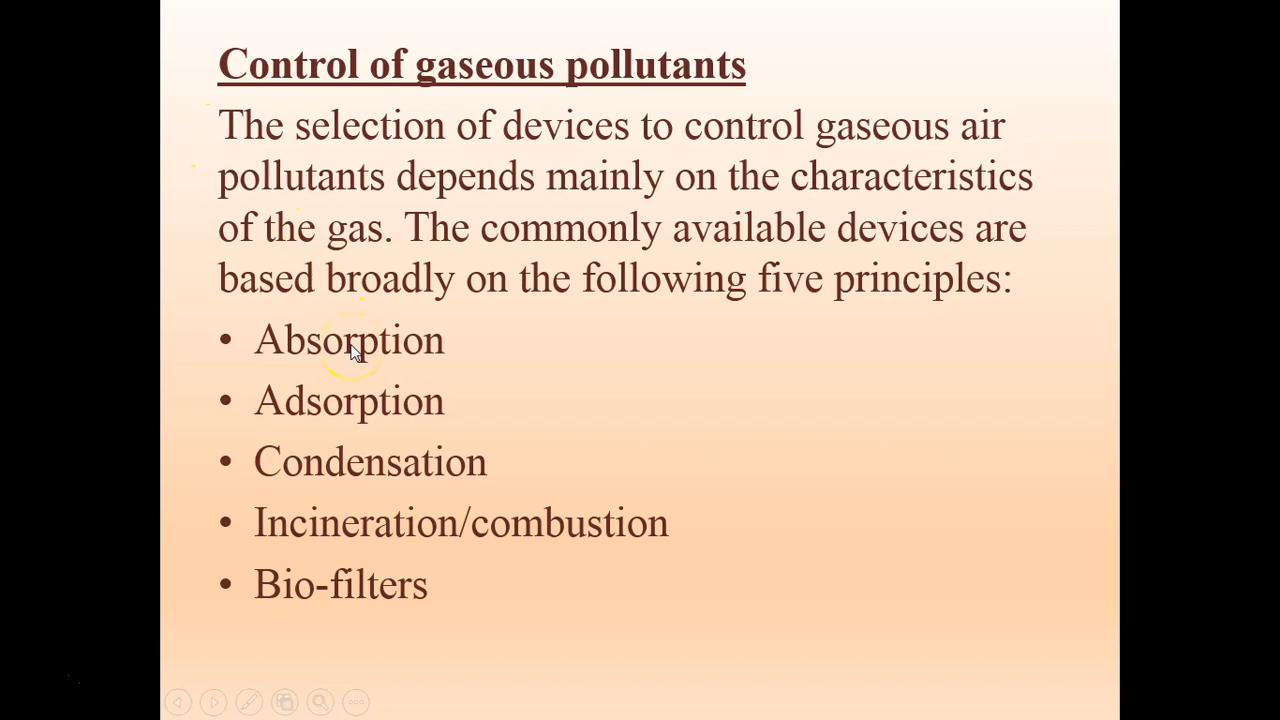 Control of gaseous pollutants
The selection of devices to control gaseous air
pollutants depends mainly on the characteristics
of the gas. The commonly available devices are
based broadly on the following five principles:
• Absorption
• Adsorption
• Condensation
• Incineration/combustion
• Bio-filters